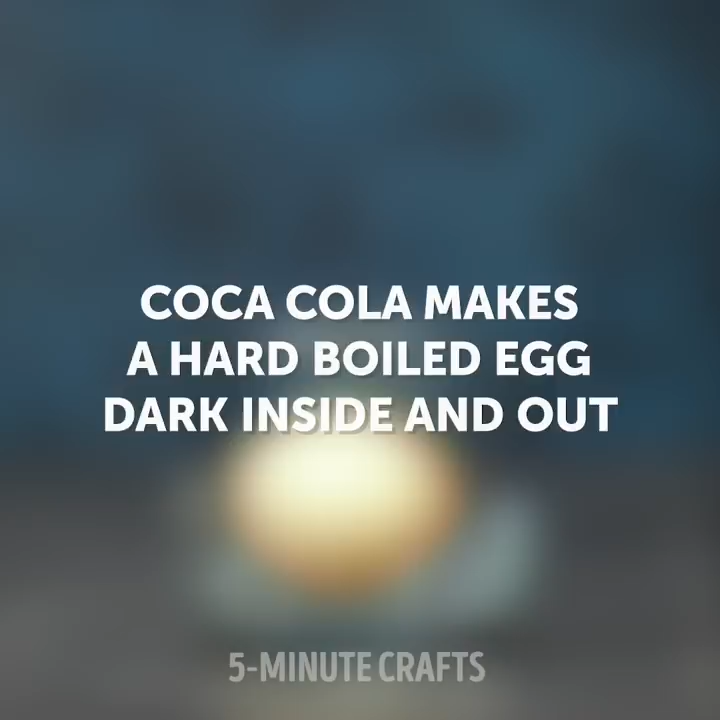 COCA COLA MAKES
A HARD BOILED EGG
DARK INSIDE AND OUT
5-MINUTE CRAFTS